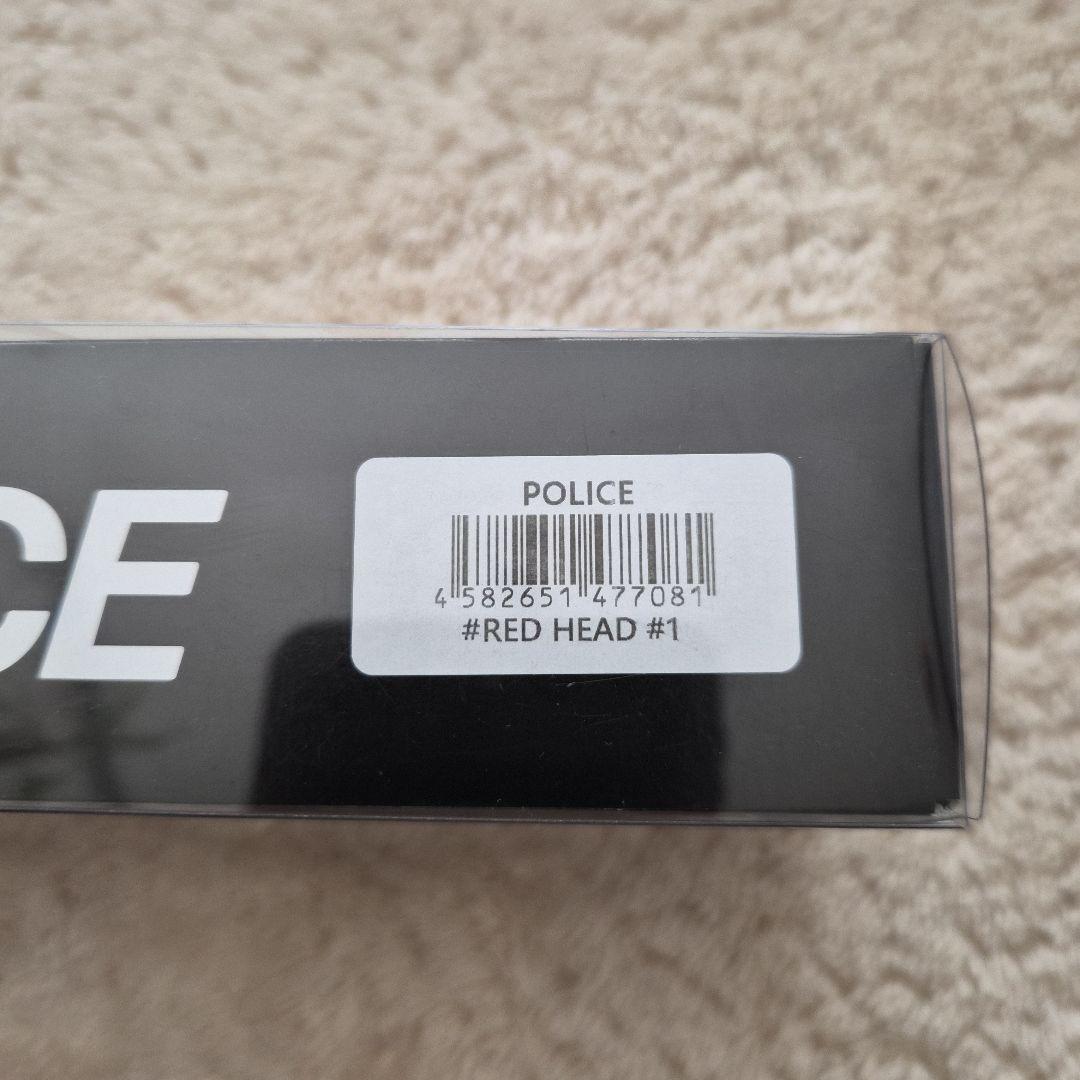 CE
POLICE
4 582651 477081
#RED HEAD #1